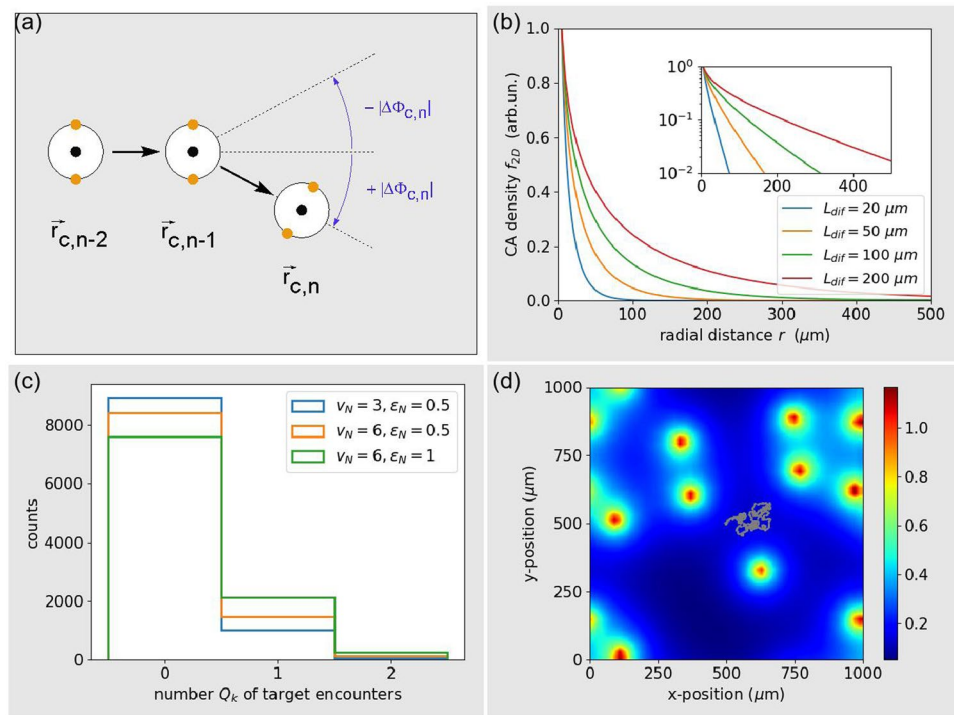 (a)
− |ΔΦc,n|
+ |ΔΦc,n|
r⃗c,n-2
r⃗c,n-1
r⃗c,n
(b)
CA density f2D (arb.un.)
1.0
0.8
0.6
0.4
0.2
0.0
0
100
200
300
400
500
radial distance r (μm)
10⁰
10⁻¹
10⁻²
0
200
400
Ldif = 20 μm
Ldif = 50 μm
Ldif = 100 μm
Ldif = 200 μm
(c)
counts
8000
6000
4000
2000
0
0
1
2
number Qk of target encounters
vN = 3, εN = 0.5
vN = 6, εN = 0.5
vN = 6, εN = 1
(d)
y-position (μm)
1000
750
500
250
0
0
250
500
750
1000
x-position (μm)
1.0
0.8
0.6
0.4
0.2